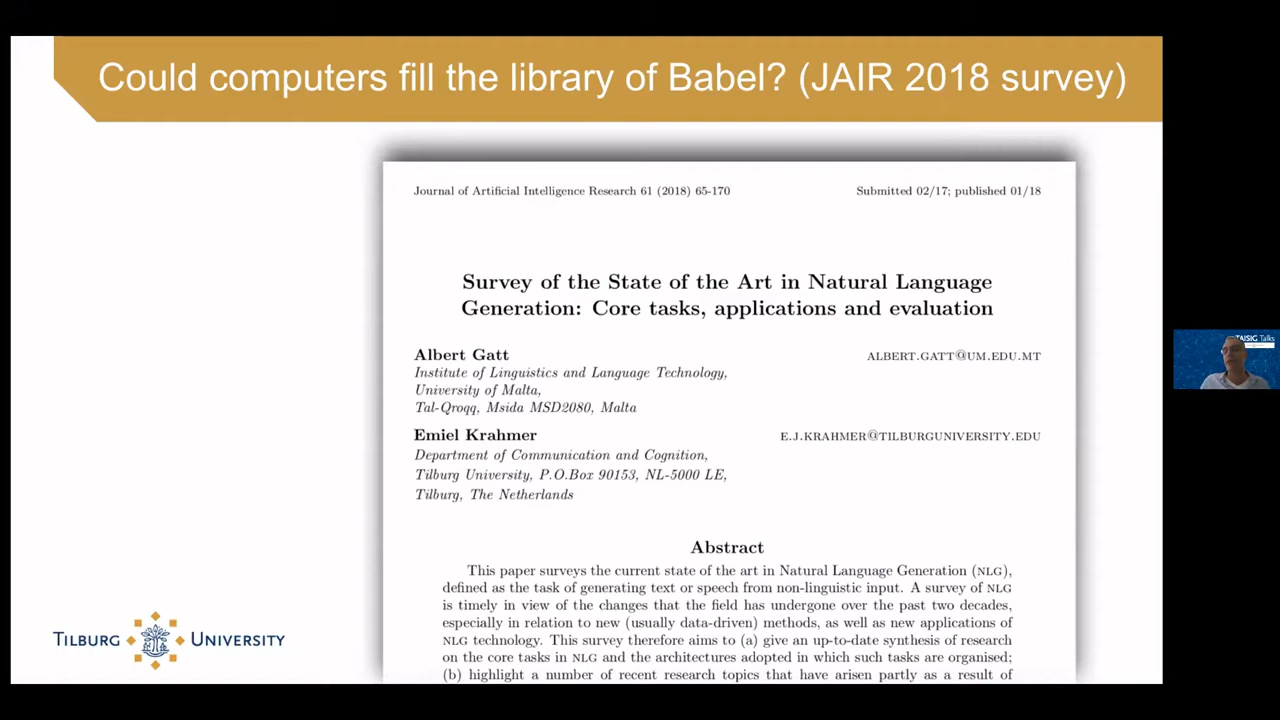 Could computers fill the library of Babel? (JAIR 2018 survey)
Journal of Artificial Intelligence Research 61 (2018) 65-170
Submitted 02/17; published 01/18
Survey of the State of the Art in Natural Language
Generation: Core tasks, applications and evaluation
Albert Gatt
ALBERT.GATT@UM.EDU.MT
Institute of Linguistics and Language Technology,
University of Malta,
Tal-Qroqq, Msida MSD2080, Malta
Emiel Krahmer
E.J.KRAHMER@TILBURGUNIVERSITY.EDU
Department of Communication and Cognition,
Tilburg University, P.O.Box 90153, NL-5000 LE,
Tilburg, The Netherlands
Abstract
This paper surveys the current state of the art in Natural Language Generation (NLG),
defined as the task of generating text or speech from non-linguistic input. A survey of NLG
is timely in view of the changes that the field has undergone over the past two decades,
especially in relation to new (usually data-driven) methods, as well as new applications of
NLG technology. This survey therefore aims to (a) give an up-to-date synthesis of research
on the core tasks in NLG and the architectures adopted in which such tasks are organised;
(b) highlight a number of recent research topics that have arisen partly as a result of
TILBURG UNIVERSITY
TAISIG Talks